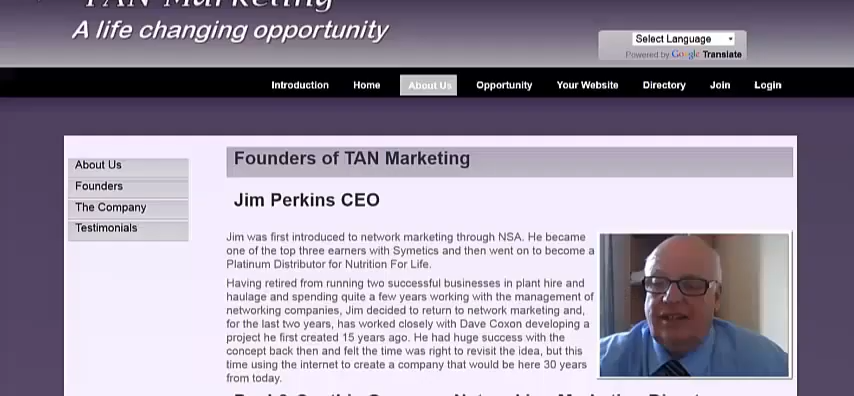 TAN Marketing
A life changing opportunity
Select Language
Powered by Google Translate
Introduction Home About Us Opportunity Your Website Directory Join Login
About Us
Founders
The Company
Testimonials
Founders of TAN Marketing
Jim Perkins CEO
Jim was first introduced to network marketing through NSA. He became
one of the top three earners with Symetics and then went on to become a
Platinum Distributor for Nutrition For Life.
Having retired from running two successful businesses in plant hire and
haulage and spending quite a few years working with the management of
networking companies, Jim decided to return to network marketing and,
for the last two years, has worked closely with Dave Coxon developing a
project he first created 15 years ago. He had huge success with the
concept back then and felt the time was right to revisit the idea, but this
time using the internet to create a company that would be here 30 years
from today.